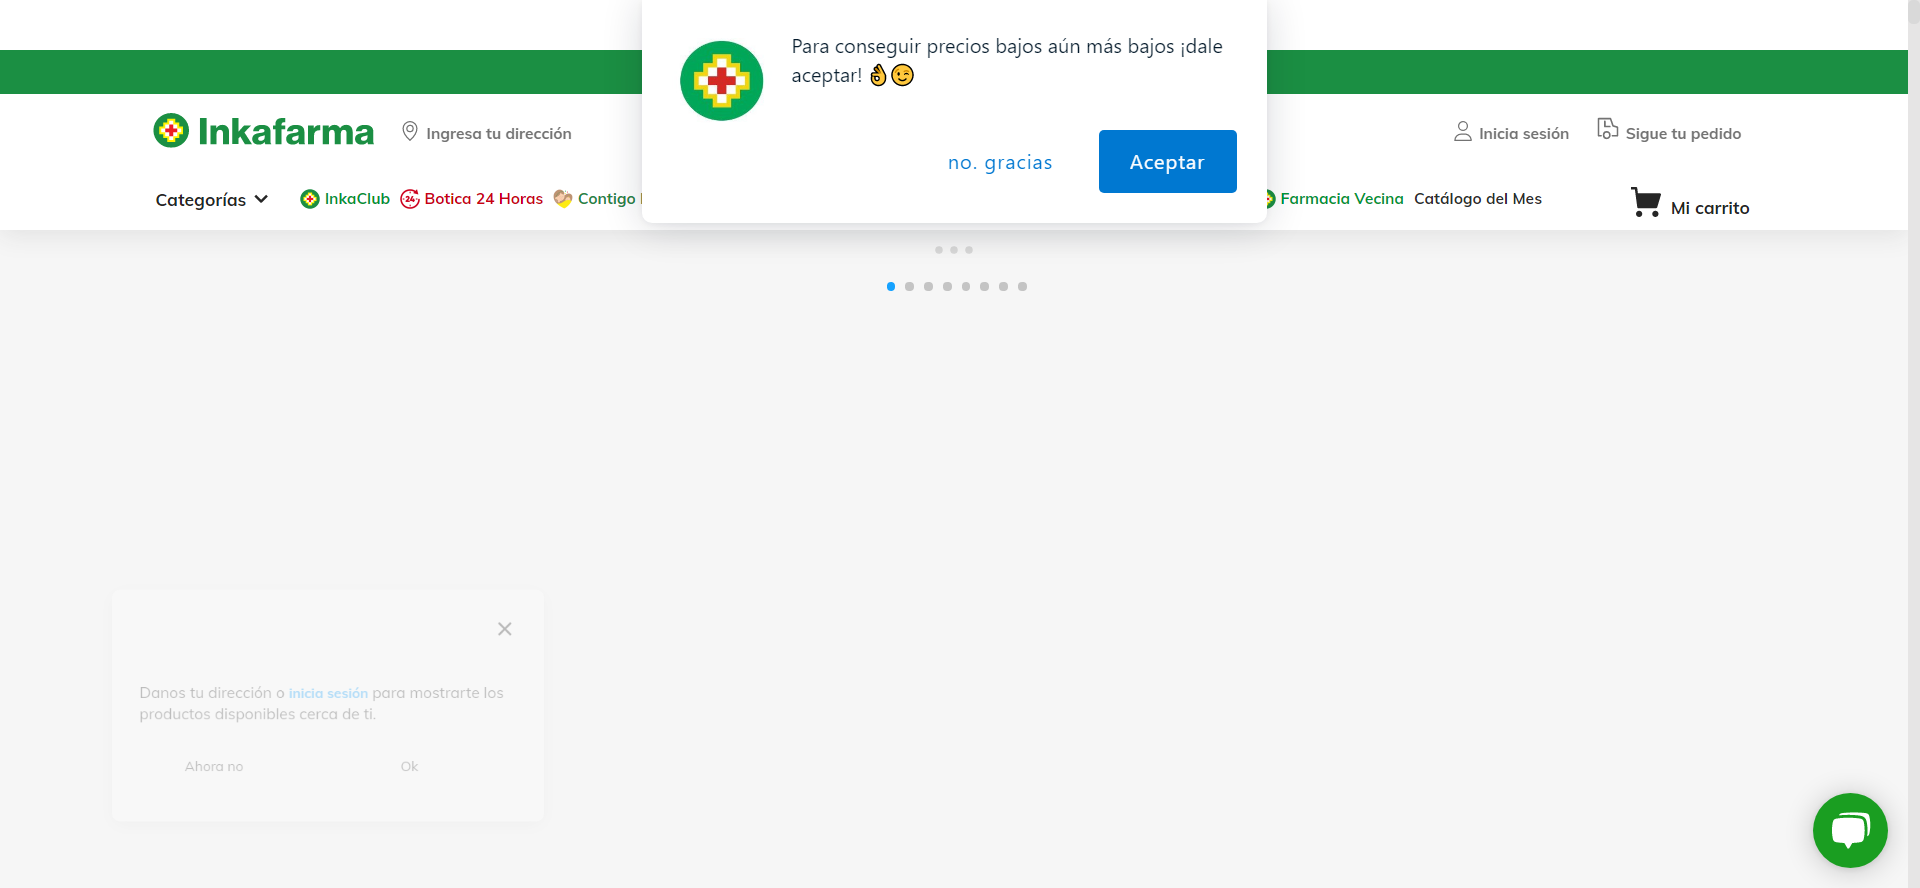 Para conseguir precios bajos aún más bajos ¡dale
aceptar! 👌😉
no. gracias
Aceptar
Inkafarma
Ingresa tu dirección
Inicia sesión
Sigue tu pedido
Categorías
InkaClub
24
Botica 24 Horas
Contigo
Farmacia Vecina
Catálogo del Mes
Mi carrito
Danos tu dirección o inicia sesión para mostrarte los
productos disponibles cerca de ti.
Ahora no
Ok